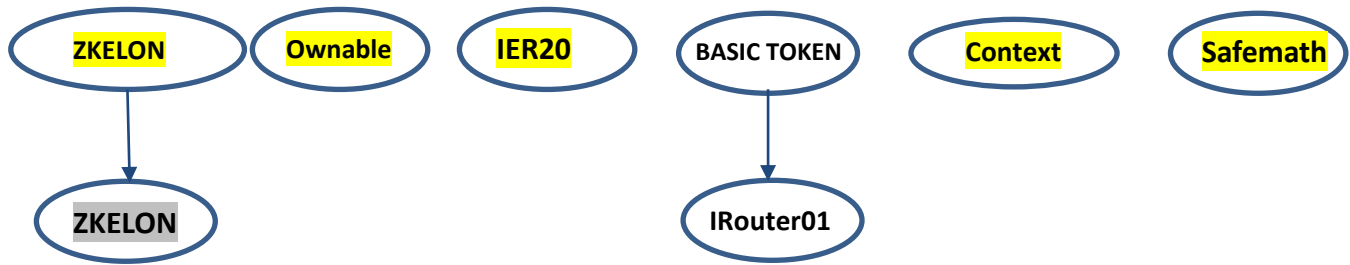 ZKELON
Ownable
IER20
BASIC TOKEN
Context
Safemath
ZKELON
IRouter01